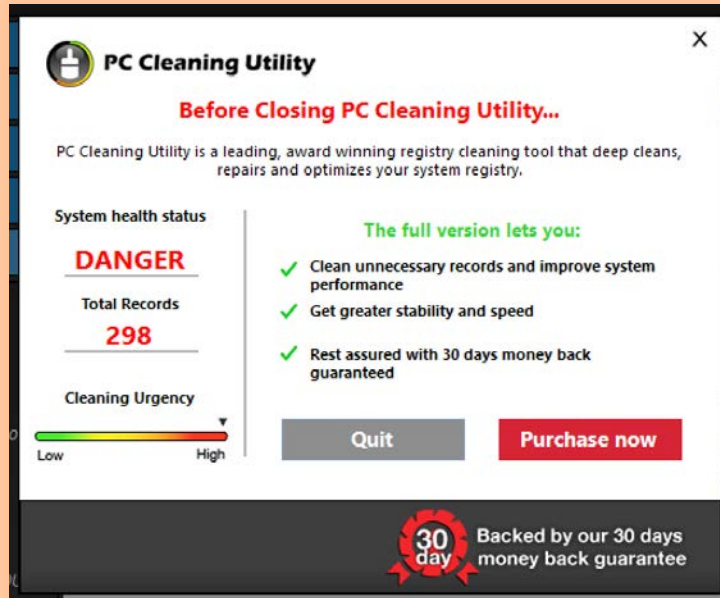 X
PC Cleaning Utility
Before Closing PC Cleaning Utility...
PC Cleaning Utility is a leading, award winning registry cleaning tool that deep cleans,
repairs and optimizes your system registry.
System health status
DANGER
Total Records
298
Cleaning Urgency
Low High
The full version lets you:
Clean unnecessary records and improve system
performance
Get greater stability and speed
Rest assured with 30 days money back
guaranteed
Quit
Purchase now
30
day
Backed by our 30 days
money back guarantee